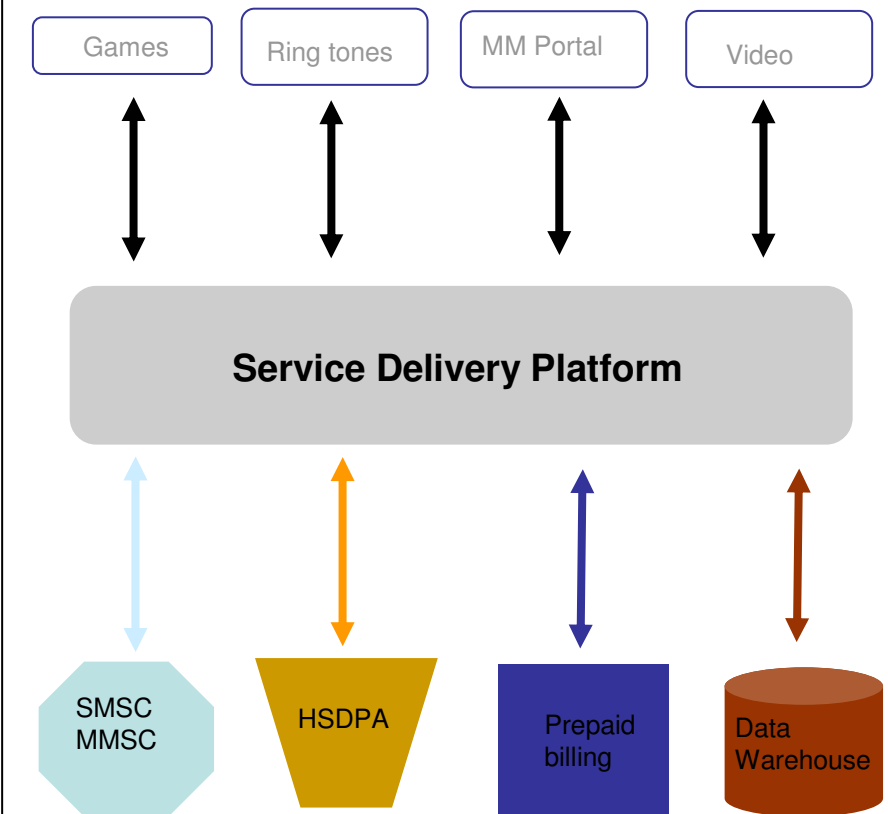 Games
Ring tones
MM Portal
Video
Service Delivery Platform
SMSC
MMSC
HSDPA
Prepaid
billing
Data
Warehouse